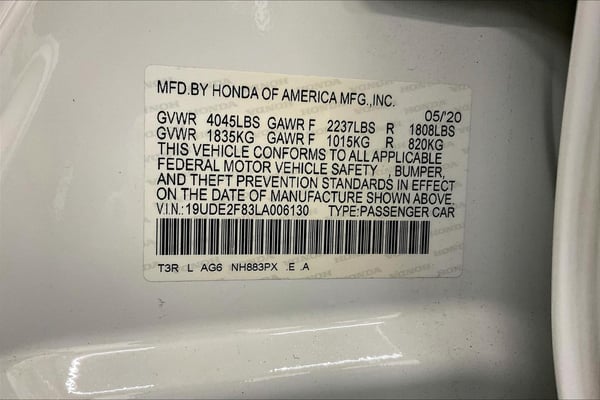 MFD.BY HONDA OF AMERICA MFG.,INC.
05/'20
GVWR 4045LBS GAWR F 2237LBS R 1808LBS
GVWR 1835KG GAWR F 1015KG R 820KG
THIS VEHICLE CONFORMS TO ALL APPLICABLE
FEDERAL MOTOR VEHICLE SAFETY , BUMPER,
AND THEFT PREVENTION STANDARDS IN EFFECT
ON THE DATE OF MANUFACTURE SHOWN ABOVE.
V.I.N.: 19UDE2F83LA006130 TYPE:PASSENGER CAR
T3R L AG6 NH883PX .E .A